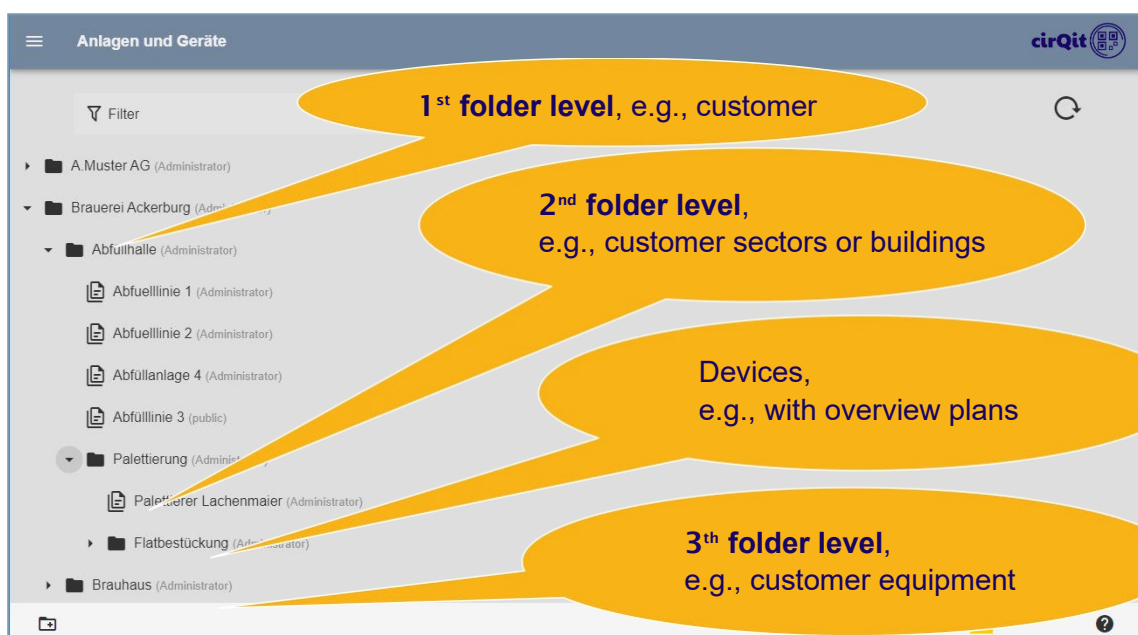 Anlagen und Geräte
cirQit
Filter
1st folder level, e.g., customer
A.Muster AG (Administrator)
Brauerei Ackerburg
2nd folder level,
e.g., customer sectors or buildings
Abfüllhalle (Administrator)
Abfuelllinie 1 (Administrator)
Abfuelllinie 2 (Administrator)
Abfüllanlage 4 (Administrator)
Abfülllinie 3 (public)
Devices,
e.g., with overview plans
Palettierung
Palettierer Lachenmaier (Administrator)
Flatbestückung (Administrator)
Brauhaus (Administrator)
3th folder level,
e.g., customer equipment